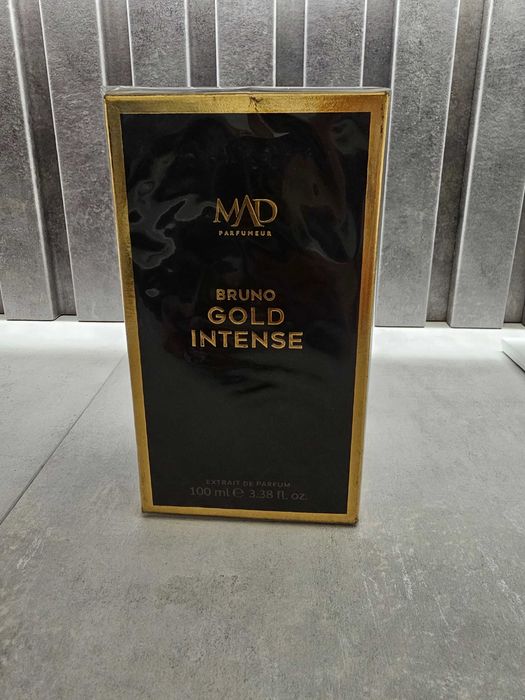 MAD
PARFUMEUR
BRUNO
GOLD
INTENSE
EXTRAIT DE PARFUM
100 ml ℮ 3.38 fl. oz.